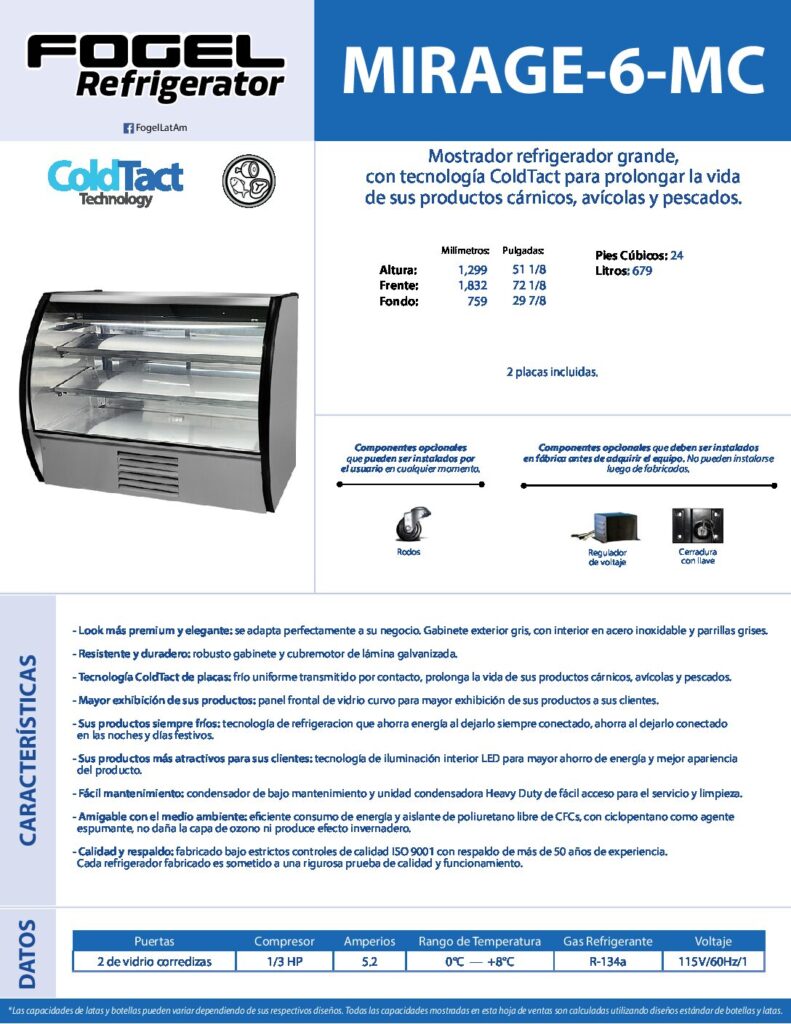 FOGEL
Refrigerator
FogelLatAm
MIRAGE-6-MC
ColdTact
Technology
Mostrador refrigerador grande,
con tecnología ColdTact para prolongar la vida
de sus productos cárnicos, avícolas y pescados.
Milímetros: Pulgadas:
Altura: 1,299 51 1/8
Frente: 1,832 72 1/8
Fondo: 759 29 7/8
Pies Cúbicos: 24
Litros: 679
2 placas incluidas.
Componentes opcionales
que pueden ser instalados por
el usuario en cualquier momento.
Rodos
Componentes opcionales que deben ser instalados
en fábrica antes de adquirir el equipo. No pueden instalarse
luego de fabricados.
Regulador
de voltaje
Cerradura
con llave
CARACTERÍSTICAS
- Look más premium y elegante: se adapta perfectamente a su negocio. Gabinete exterior gris, con interior en acero inoxidable y parrillas grises.
- Resistente y duradero: robusto gabinete y cubremotor de lámina galvanizada.
- Tecnología ColdTact de placas: frío uniforme transmitido por contacto, prolonga la vida de sus productos cárnicos, avícolas y pescados.
- Mayor exhibición de sus productos: panel frontal de vidrio curvo para mayor exhibición de sus productos a sus clientes.
- Sus productos siempre fríos: tecnología de refrigeracion que ahorra energía al dejarlo siempre conectado, ahorra al dejarlo conectado
en las noches y días festivos.
- Sus productos más atractivos para sus clientes: tecnología de iluminación interior LED para mayor ahorro de energía y mejor apariencia
del producto.
- Fácil mantenimiento: condensador de bajo mantenimiento y unidad condensadora Heavy Duty de fácil acceso para el servicio y limpieza.
- Amigable con el medio ambiente: eficiente consumo de energía y aislante de poliuretano libre de CFCs, con ciclopentano como agente
espumante, no daña la capa de ozono ni produce efecto invernadero.
- Calidad y respaldo: fabricado bajo estrictos controles de calidad ISO 9001 con respaldo de más de 50 años de experiencia.
Cada refrigerador fabricado es sometido a una rigurosa prueba de calidad y funcionamiento.
DATOS
Puertas Compresor Amperios Rango de Temperatura Gas Refrigerante Voltaje
2 de vidrio corredizas 1/3 HP 5.2 0°C — +8°C R-134a 115V/60Hz/1
*Las capacidades de latas y botellas pueden variar dependiendo de sus respectivos diseños. Todas las capacidades mostradas en esta hoja de ventas son calculadas utilizando diseños estándar de botellas y latas.